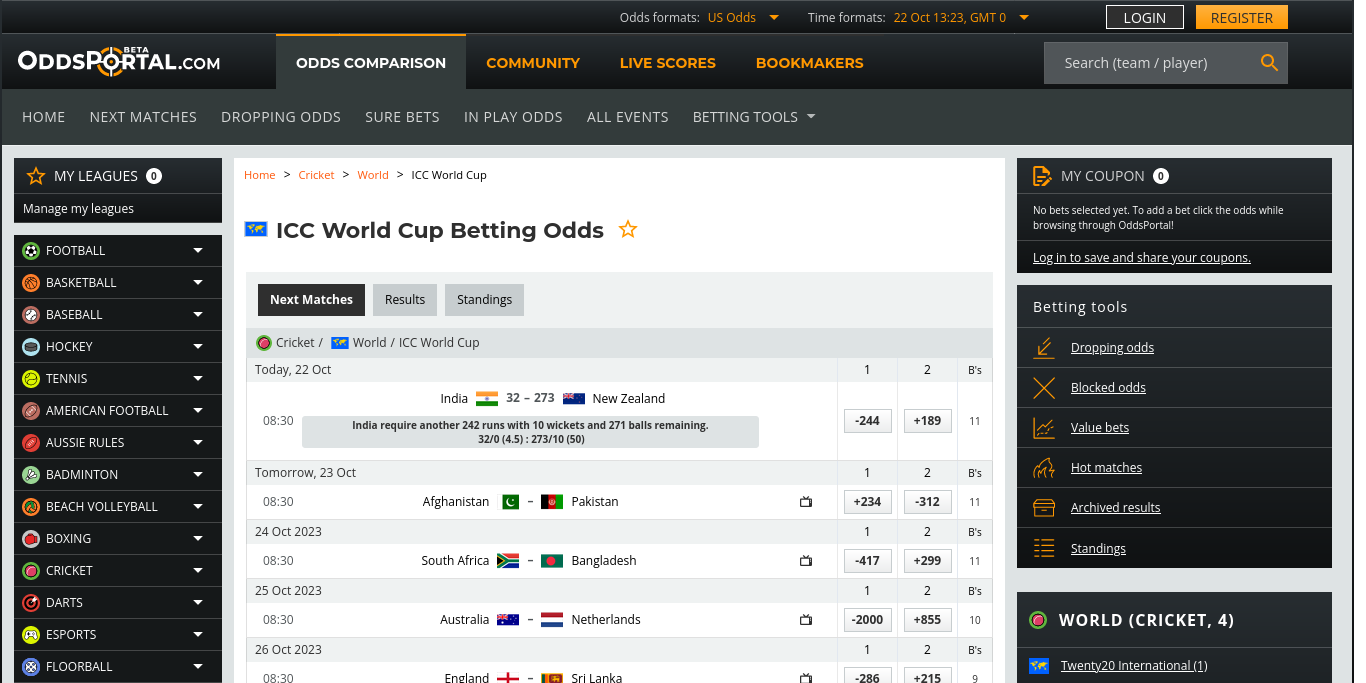 Odds formats: US Odds Time formats: 22 Oct 13:23, GMT 0 LOGIN REGISTER
ODDSPORTAL.COM BETA
ODDS COMPARISON COMMUNITY LIVE SCORES BOOKMAKERS
Search (team / player)
HOME NEXT MATCHES DROPPING ODDS SURE BETS IN PLAY ODDS ALL EVENTS BETTING TOOLS
MY LEAGUES 0
Manage my leagues
FOOTBALL
BASKETBALL
BASEBALL
HOCKEY
TENNIS
AMERICAN FOOTBALL
AUSSIE RULES
BADMINTON
BEACH VOLLEYBALL
BOXING
CRICKET
DARTS
ESPORTS
FLOORBALL
Home > Cricket > World > ICC World Cup
ICC World Cup Betting Odds
Next Matches Results Standings
Cricket / World / ICC World Cup
Today, 22 Oct 1 2 B's
India 32 – 273 New Zealand
08:30 -244 +189 11
India require another 242 runs with 10 wickets and 271 balls remaining.
32/0 (4.5) : 273/10 (50)
Tomorrow, 23 Oct 1 2 B's
08:30 Afghanistan – Pakistan +234 -312 11
24 Oct 2023 1 2 B's
08:30 South Africa – Bangladesh -417 +299 11
25 Oct 2023 1 2 B's
08:30 Australia – Netherlands -2000 +855 10
26 Oct 2023 1 2 B's
08:30 England – Sri Lanka -286 +215 9
MY COUPON 0
No bets selected yet. To add a bet click the odds while
browsing through OddsPortal!
Log in to save and share your coupons.
Betting tools
Dropping odds
Blocked odds
Value bets
Hot matches
Archived results
Standings
WORLD (CRICKET, 4)
Twenty20 International (1)